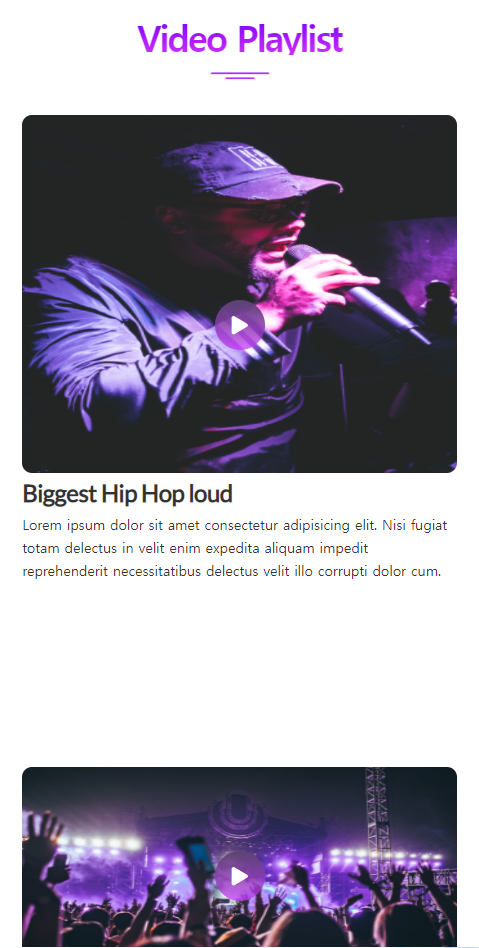 Video Playlist
Biggest Hip Hop loud
Lorem ipsum dolor sit amet consectetur adipisicing elit. Nisi fugiat
totam delectus in velit enim expedita aliquam impedit
reprehenderit necessitatibus delectus velit illo corrupti dolor cum.